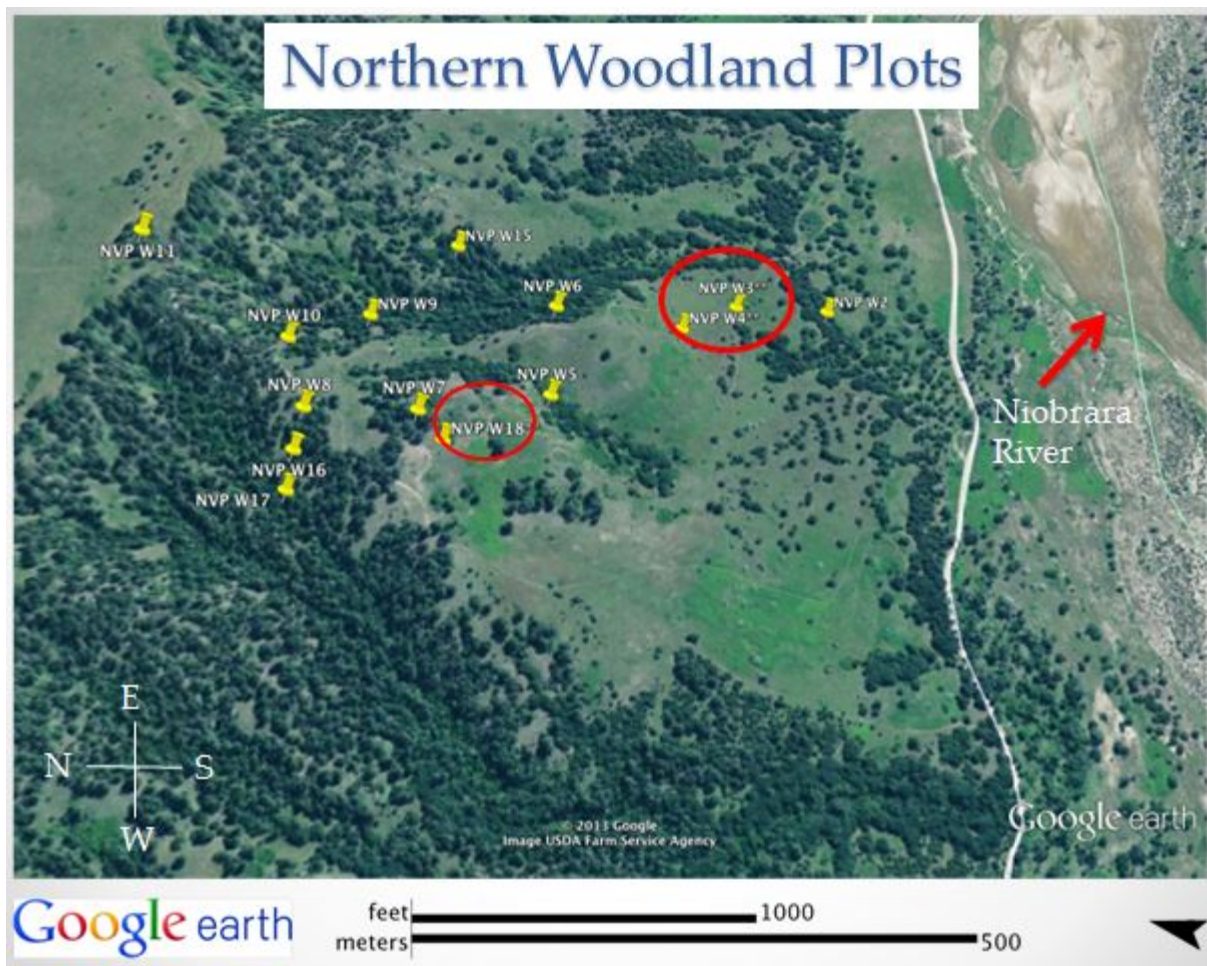 Northern Woodland Plots
NVP W11
NVP W15
NVP W6
NVP W3**
NVP W2
NVP W9
NVP W4**
NVP W10
NVP W8
NVP W7
NVP W5
NVP W18
Niobrara
River
NVP W16
NVP W17
E
N S
W
© 2013 Google
Image USDA Farm Service Agency
Google earth
Google earth
feet 1000
meters 500